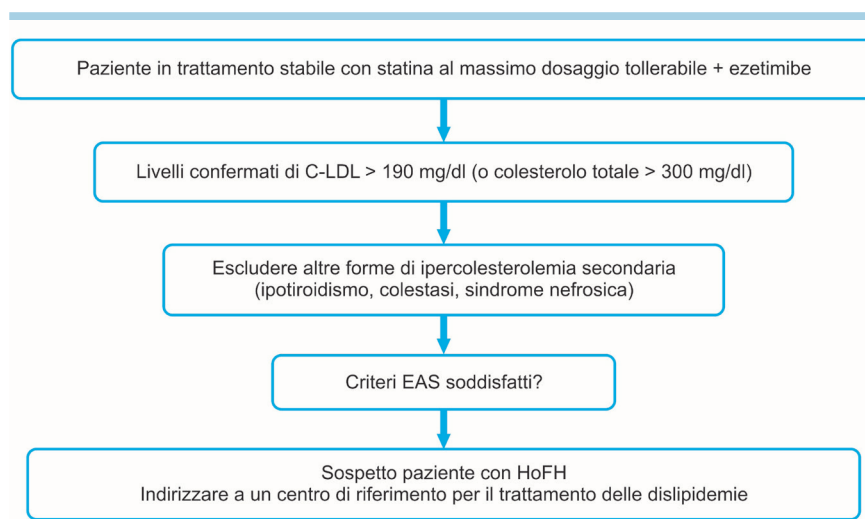 Paziente in trattamento stabile con statina al massimo dosaggio tollerabile + ezetimibe
Livelli confermati di C-LDL > 190 mg/dl (o colesterolo totale > 300 mg/dl)
Escludere altre forme di ipercolesterolemia secondaria
(ipotiroidismo, colestasi, sindrome nefrosica)
Criteri EAS soddisfatti?
Sospetto paziente con HoFH
Indirizzare a un centro di riferimento per il trattamento delle dislipidemie